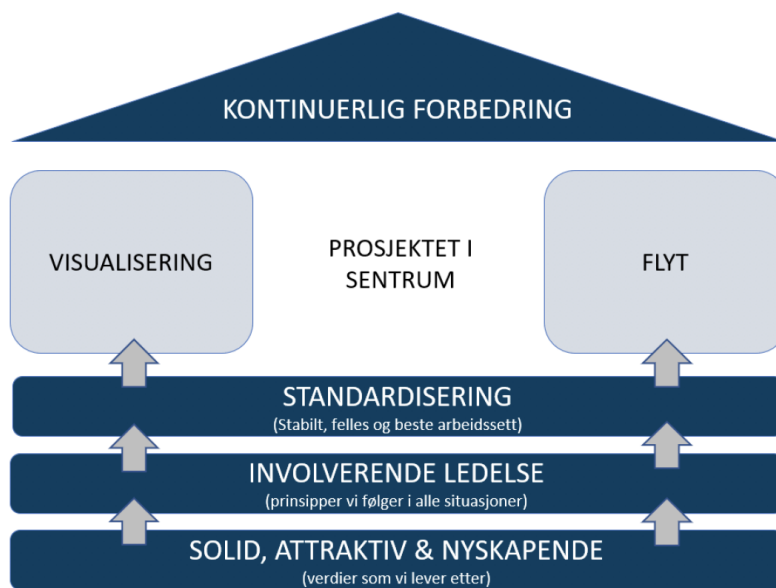 KONTINUERLIG FORBEDRING
VISUALISERING
PROSJEKTET I
SENTRUM
FLYT
STANDARDISERING
(Stabilt, felles og beste arbeidssett)
INVOLVERENDE LEDELSE
(prinsipper vi følger i alle situasjoner)
SOLID, ATTRAKTIV & NYSKAPENDE
(verdier som vi lever etter)